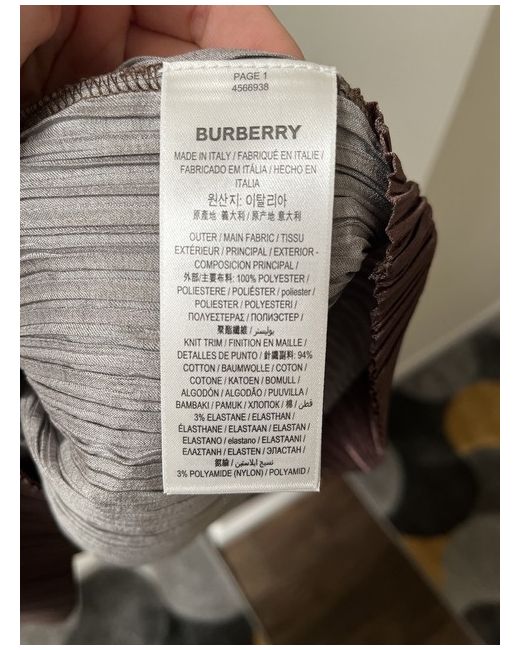 PAGE 1
4566938
BURBERRY
MADE IN ITALY / FABRIQUÉ EN ITALIE /
FABRICADO EM ITÁLIA / HECHO EN
ITALIA
원산지: 이탈리아
原產地: 義大利 / 原产地: 意大利
OUTER / MAIN FABRIC / TISSU
EXTÉRIEUR / PRINCIPAL / EXTERIOR -
COMPOSICIÓN PRINCIPAL /
外部/主要布料: 100% POLYESTER /
POLIESTERE / POLIÉSTER / poliester /
POLIESTER / POLYESTERI /
ΠΟΛΥΕΣΤΕΡΑΣ / ПОЛИЭСТЕР /
聚酯纖維 / بوليستر /
KNIT TRIM / FINITION EN MAILLE /
DETALLES DE PUNTO / 針織副料: 94%
COTTON / BAUMWOLLE / COTON /
COTONE / KATOEN / BOMULL /
ALGODÓN / ALGODÃO / PUUVILLA /
BAMBAKI / PAMUK / ХЛОПОК / 棉 / قطن /
3% ELASTANE / ELASTHAN /
ÉLASTHANE / ELASTAAN / ELASTAN /
ELASTANO / elastano / ELASTAANI /
ΕΛΑΣΤΑΝΗ / ELASTEN / ЭЛАСТАН /
نسيج ايلاستين /
3% POLYAMIDE (NYLON) / POLYAMID /